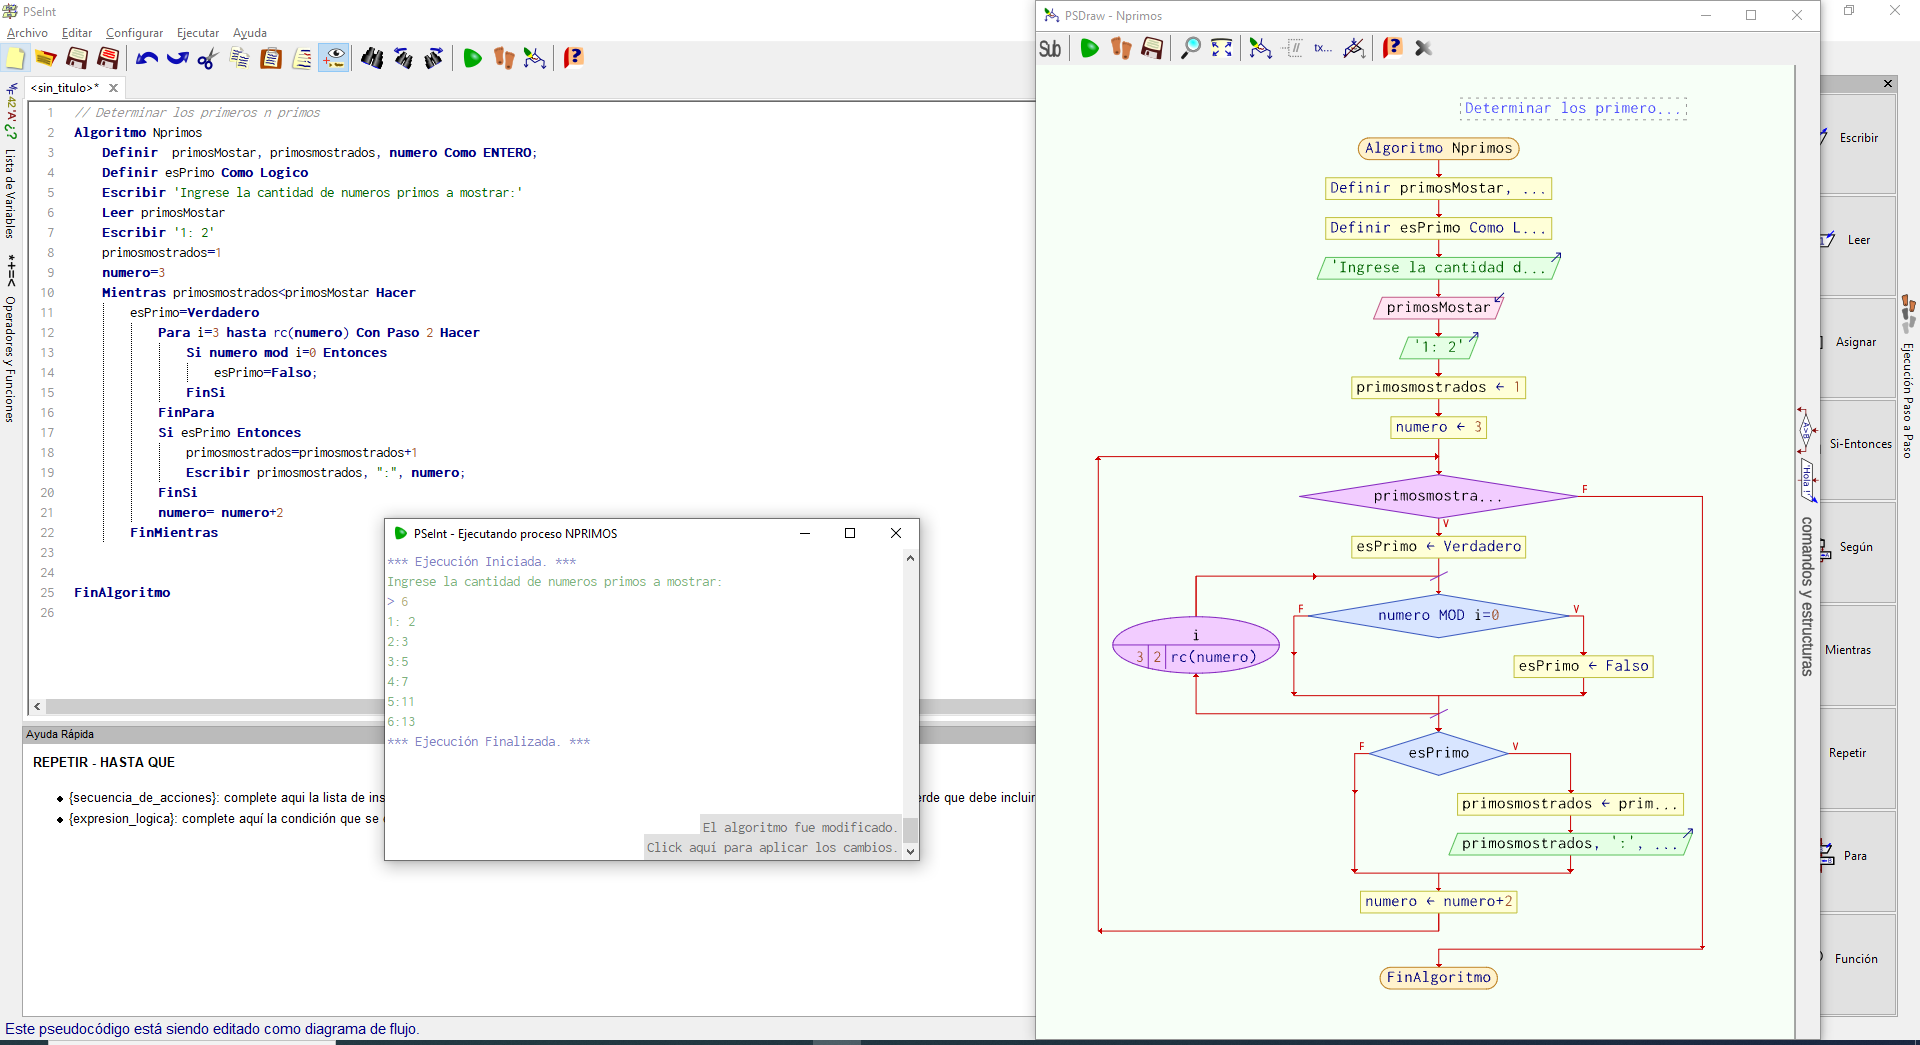 PSeInt
Archivo Editar Configurar Ejecutar Ayuda
<sin_titulo>* X
1 // Determinar los primeros n primos
2 Algoritmo Nprimos
3 Definir primosMostar, primosmostrados, numero Como ENTERO;
4 Definir esPrimo Como Logico
5 Escribir 'Ingrese la cantidad de numeros primos a mostrar:'
6 Leer primosMostar
7 Escribir '1: 2'
8 primosmostrados=1
9 numero=3
10 Mientras primosmostrados<primosMostar Hacer
11 esPrimo=Verdadero
12 Para i=3 hasta rc(numero) Con Paso 2 Hacer
13 Si numero mod i=0 Entonces
14 esPrimo=Falso;
15 FinSi
16 FinPara
17 Si esPrimo Entonces
18 primosmostrados=primosmostrados+1
19 Escribir primosmostrados, ":", numero;
20 FinSi
21 numero= numero+2
22 FinMientras
23
24
25 FinAlgoritmo
26
Lista de Variables
*+=<
Operadores y Funciones
Ayuda Rápida
REPETIR - HASTA QUE
{secuencia_de_acciones}: complete aqui la lista de ins
erde que debe incluir
{expresion_logica}: complete aquí la condición que se
Este pseudocódigo está siendo editado como diagrama de flujo.
PSeInt - Ejecutando proceso NPRIMOS
*** Ejecución Iniciada. ***
Ingrese la cantidad de numeros primos a mostrar:
> 6
1: 2
2:3
3:5
4:7
5:11
6:13
*** Ejecución Finalizada. ***
El algoritmo fue modificado.
Click aquí para aplicar los cambios.
PSDraw - Nprimos
Sub
tx...
Determinar los primero...
Algoritmo Nprimos
Definir primosMostar, ...
Definir esPrimo Como L...
'Ingrese la cantidad d...
primosMostar
'1: 2'
primosmostrados ← 1
numero ← 3
primosmostra...
F
V
esPrimo ← Verdadero
F numero MOD i=0 V
i
3 2 rc(numero)
esPrimo ← Falso
F esPrimo V
primosmostrados ← prim...
primosmostrados, ':', ...
numero ← numero+2
FinAlgoritmo
comandos y estructuras
Escribir
Leer
Asignar
Si-Entonces
Según
Mientras
Repetir
Para
Función
Ejecución Paso a Paso